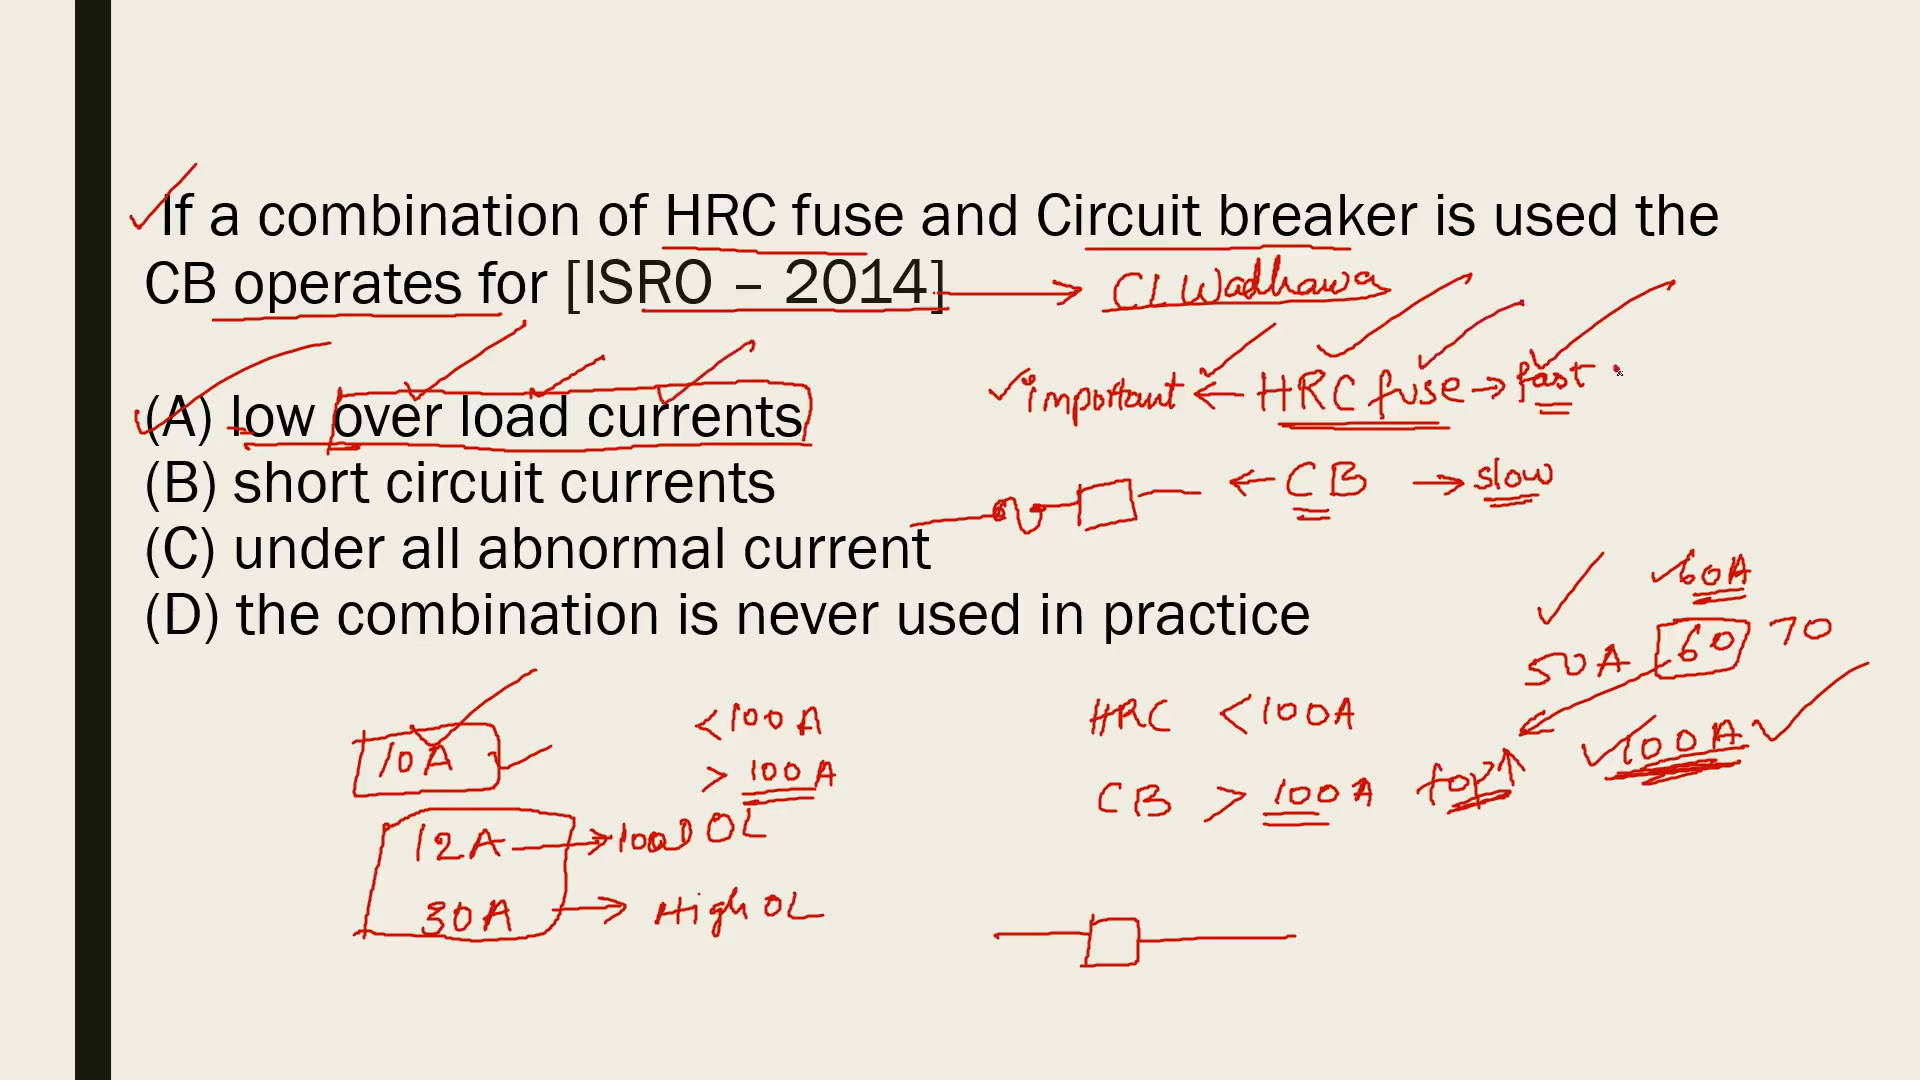 If a combination of HRC fuse and Circuit breaker is used the
CB operates for [ISRO – 2014]
CL Wadhawa
(A) low over load currents
important ← HRC fuse → fast
(B) short circuit currents
← CB → slow
(C) under all abnormal current
(D) the combination is never used in practice
60A
50A 60 70
100A
10A
<100A
>100A
12A → load OL
30A → High OL
HRC <100A
CB >100A for